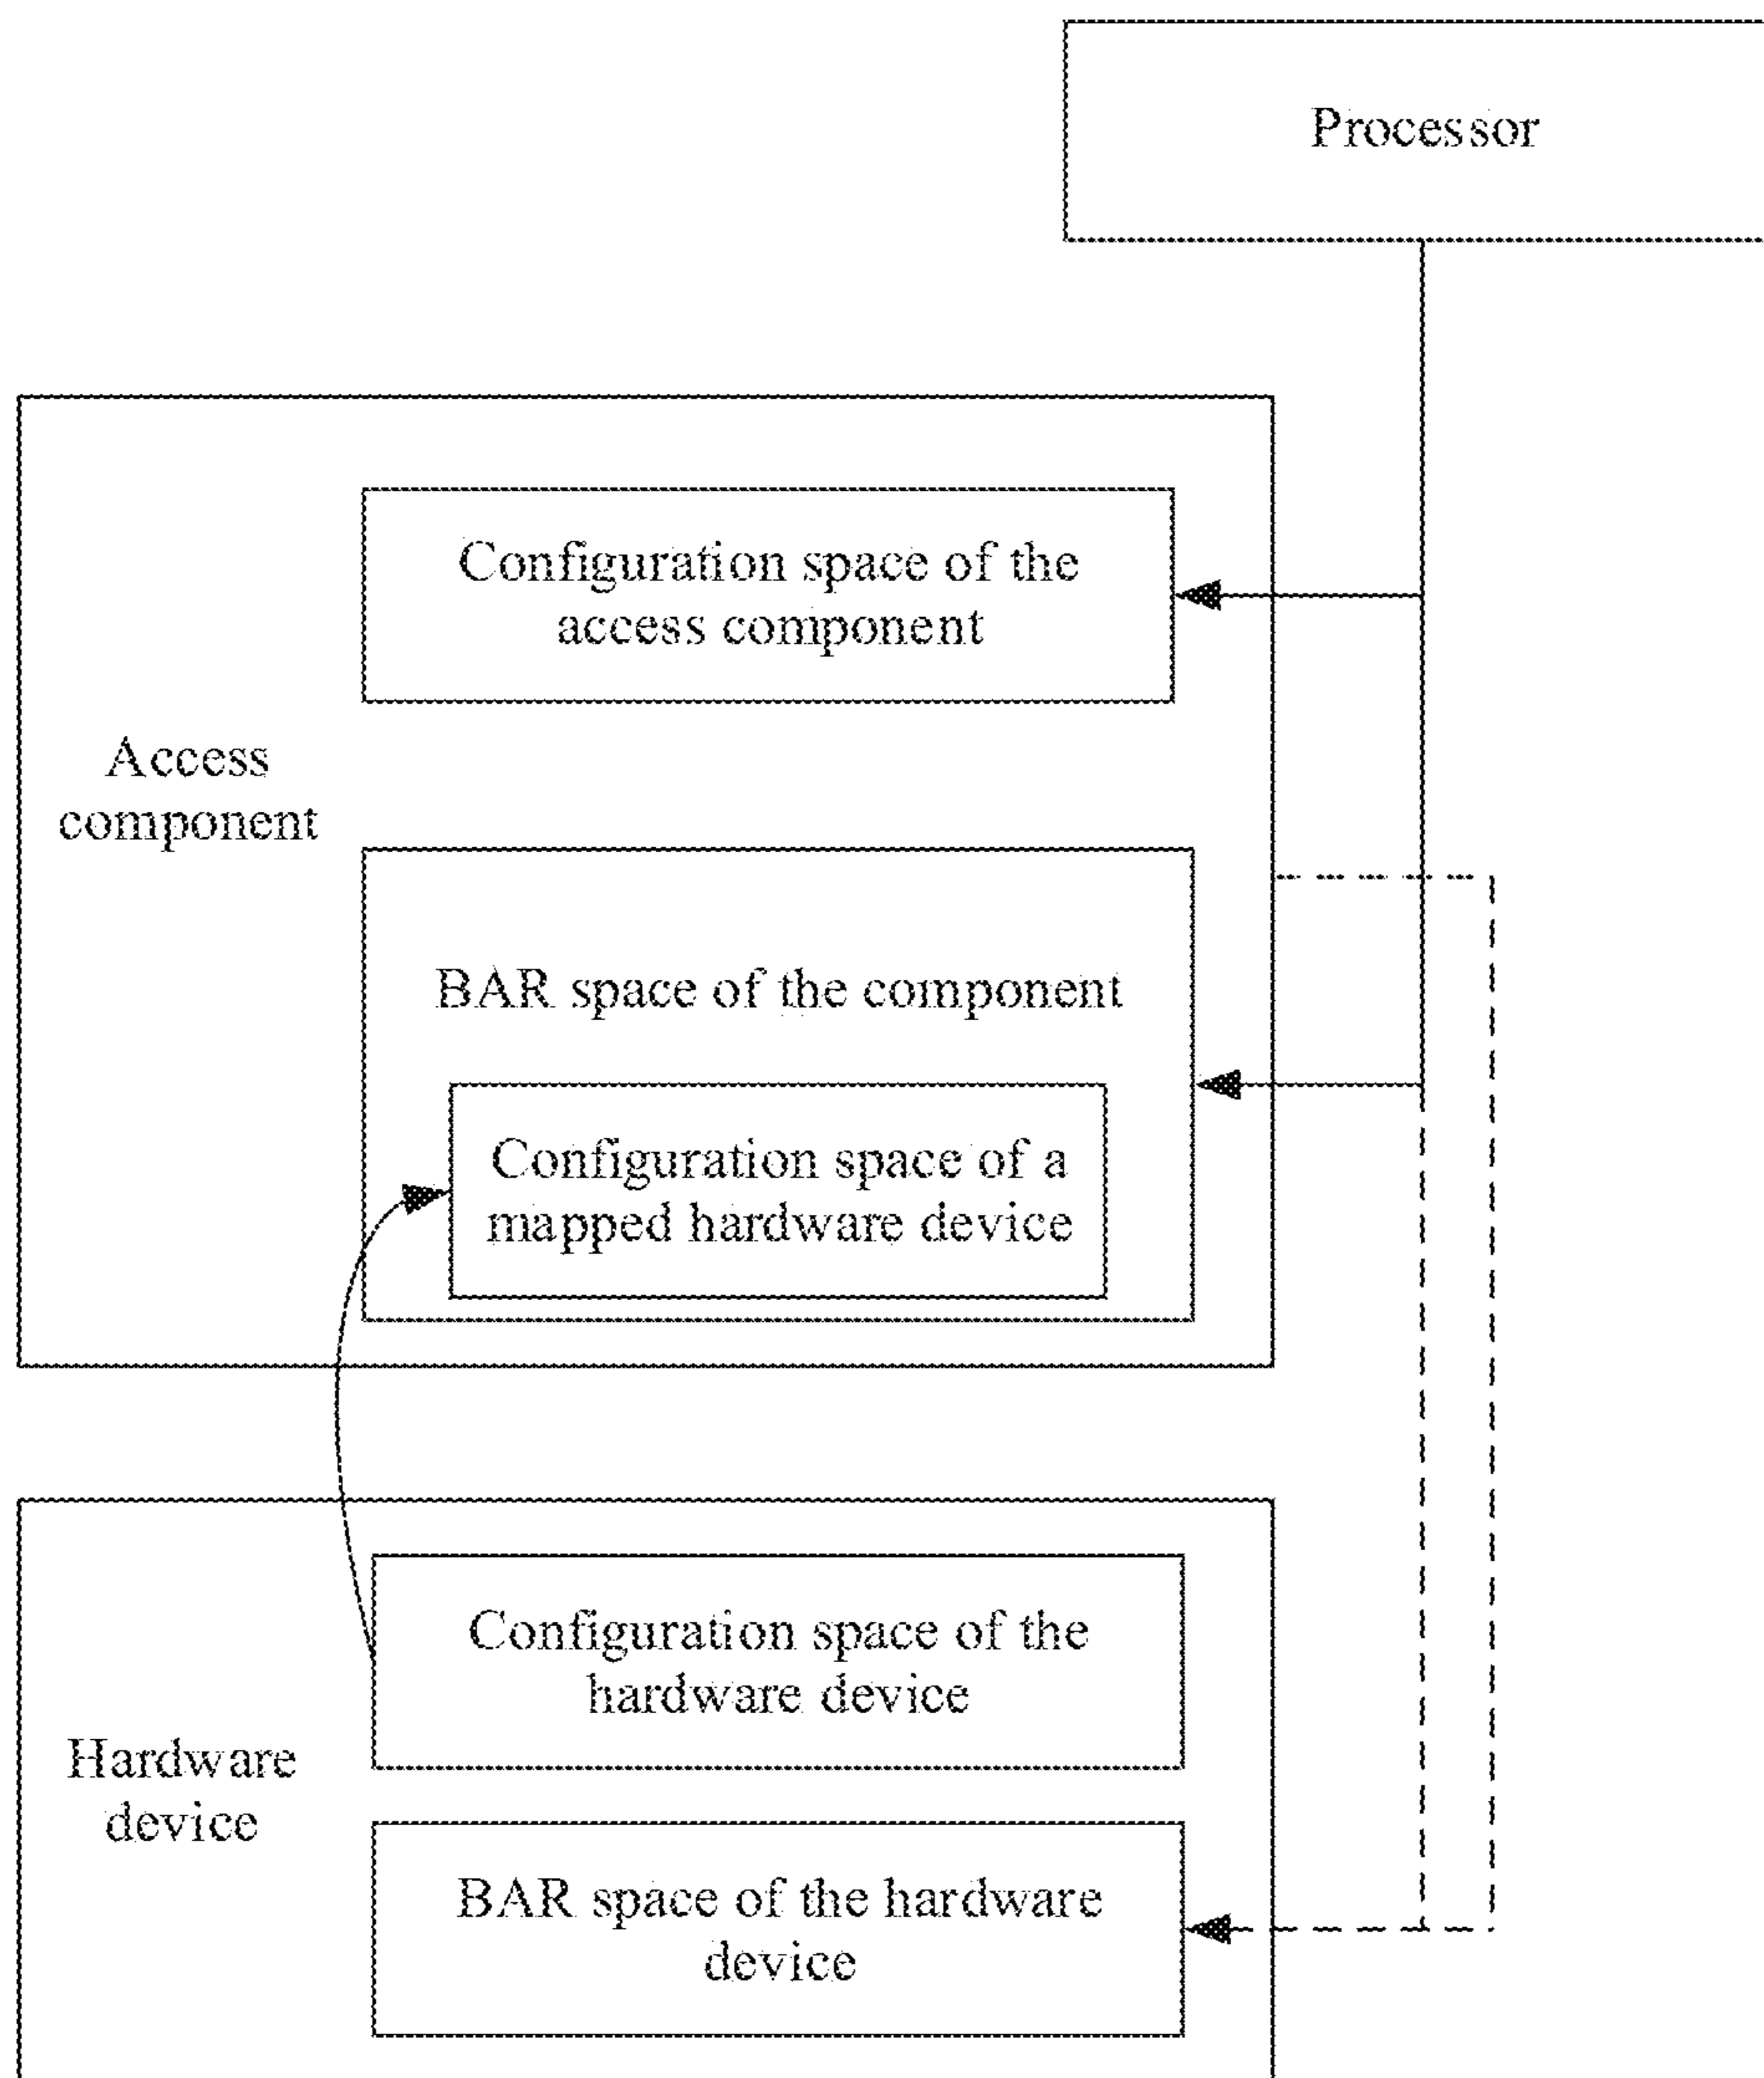 Processor
Configuration space of the
access component
Access
component
BAR space of the component
Configuration space of a
mapped hardware device
Configuration space of the
hardware device
Hardware
device
BAR space of the hardware
device